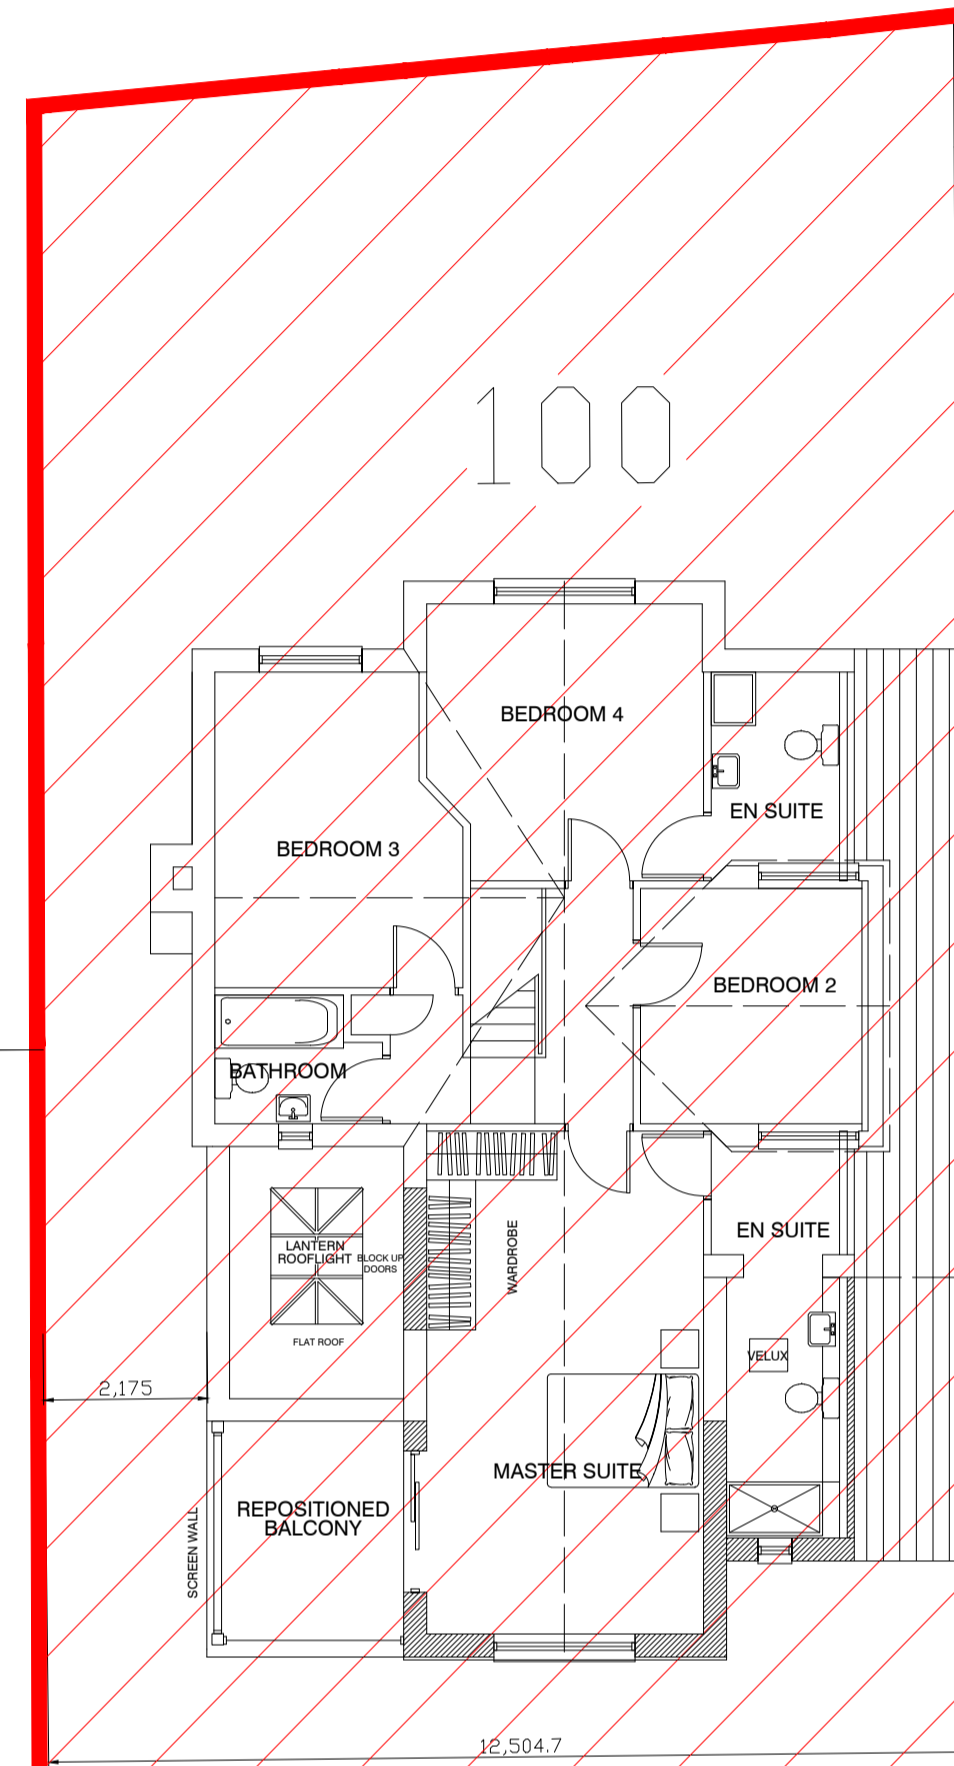 100
BEDROOM 4
EN SUITE
BEDROOM 3
BEDROOM 2
BATHROOM
EN SUITE
WARDROBE
LANTERN
ROOFLIGHT
BLOCK UP
DOORS
FLAT ROOF
VELUX
2,175
MASTER SUITE
REPOSITIONED
BALCONY
SCREEN WALL
12,504.7